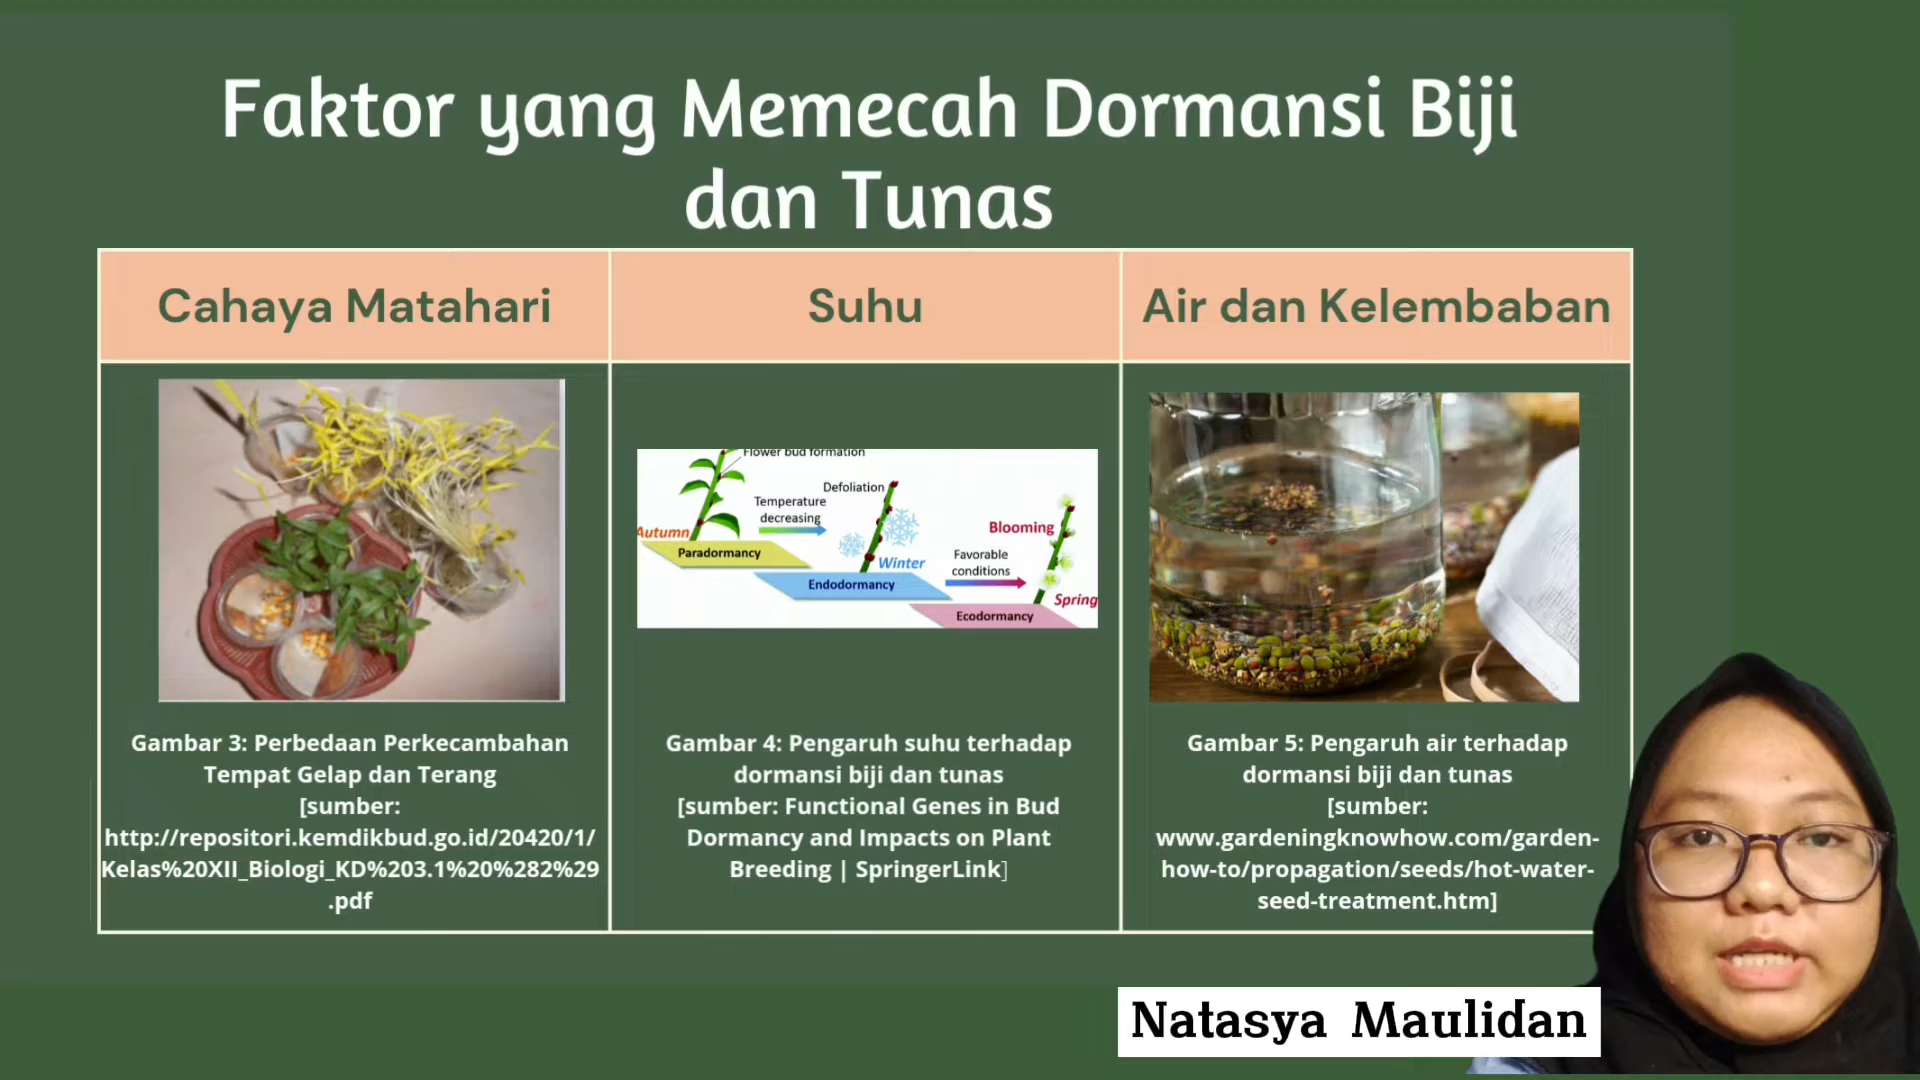 Faktor yang Memecah Dormansi Biji
dan Tunas
Cahaya Matahari
Suhu
Air dan Kelembaban
Flower bud formation
Defoliation
Temperature
decreasing
Autumn
Paradormancy
Winter
Endodormancy
Favorable
conditions
Blooming
Spring
Ecodormancy
Gambar 3: Perbedaan Perkecambahan
Tempat Gelap dan Terang
[sumber:
http://repositori.kemdikbud.go.id/20420/1/
Kelas%20XII_Biologi_KD%203.1%20%282%29
.pdf
Gambar 4: Pengaruh suhu terhadap
dormansi biji dan tunas
[sumber: Functional Genes in Bud
Dormancy and Impacts on Plant
Breeding | SpringerLink]
Gambar 5: Pengaruh air terhadap
dormansi biji dan tunas
[sumber:
www.gardeningknowhow.com/garden-
how-to/propagation/seeds/hot-water-
seed-treatment.htm]
Natasya Maulidan